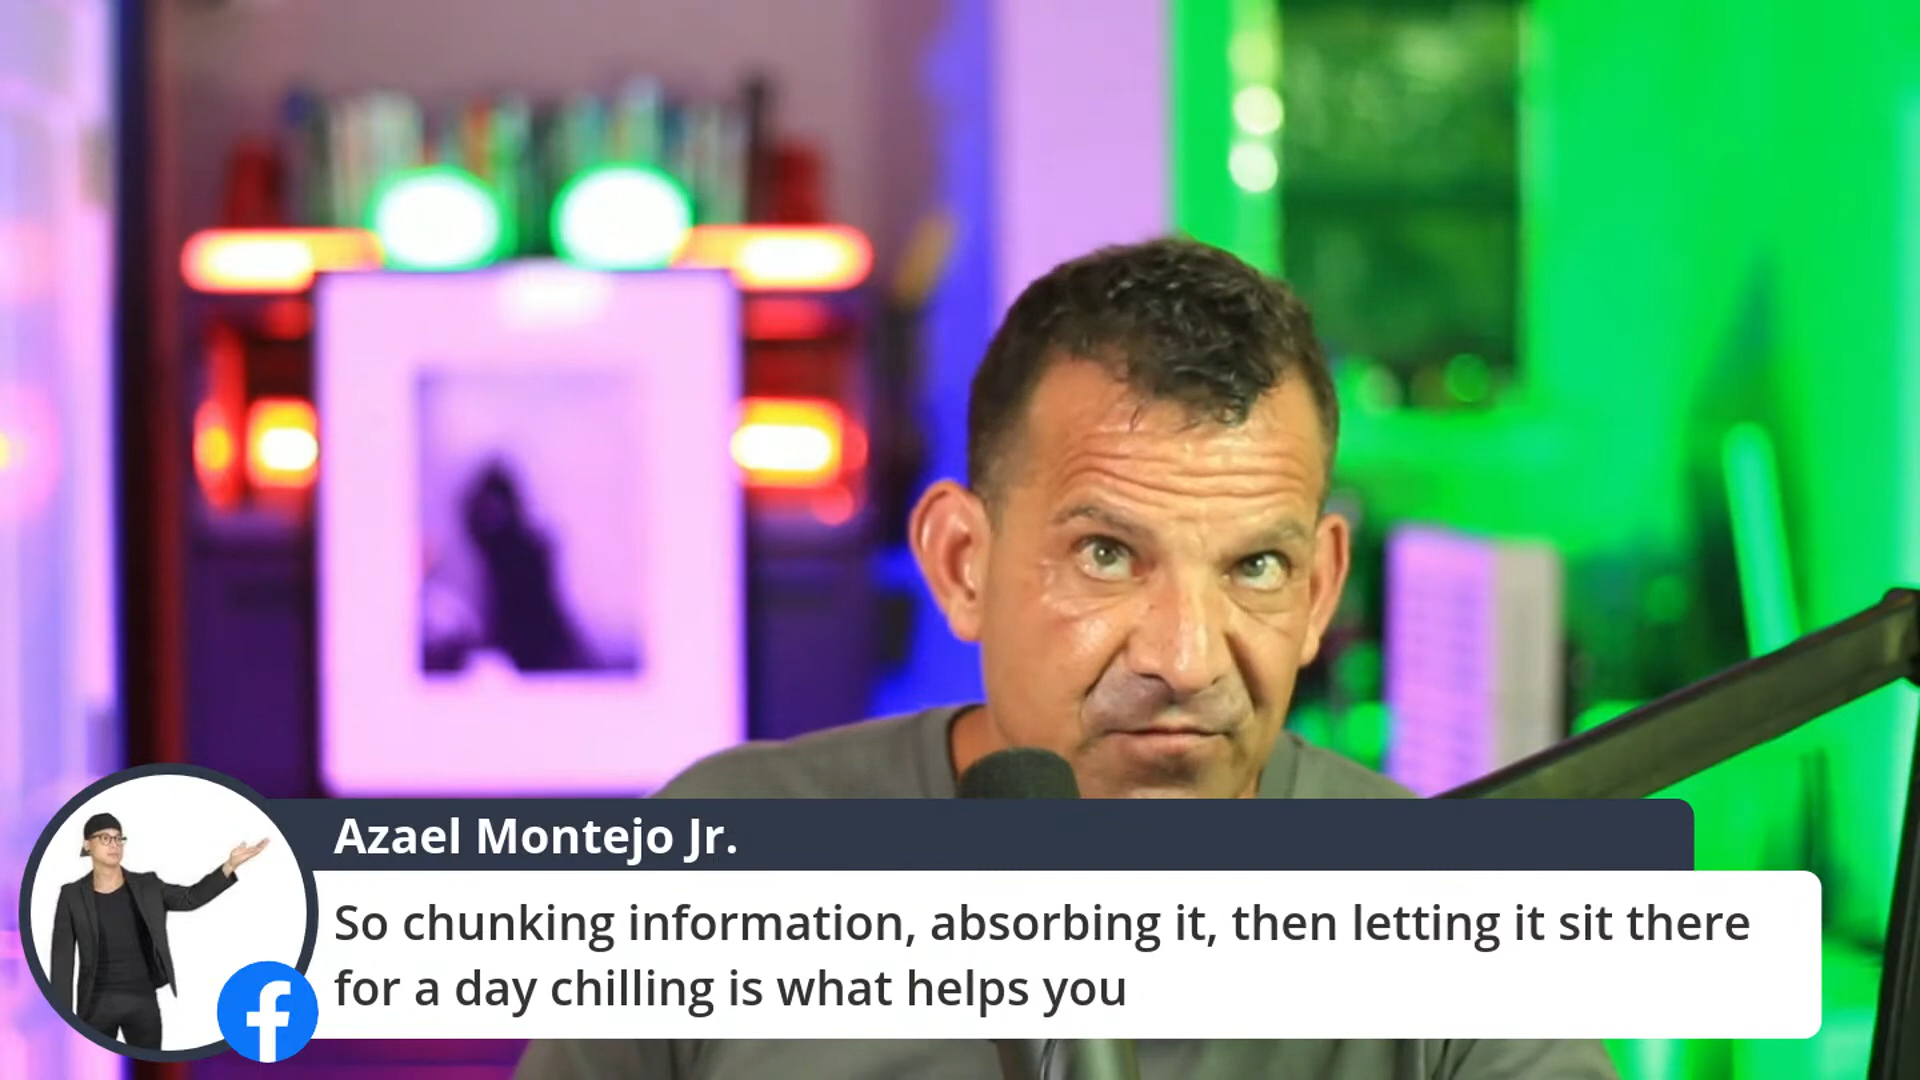 Azael Montejo Jr.
So chunking information, absorbing it, then letting it sit there
for a day chilling is what helps you